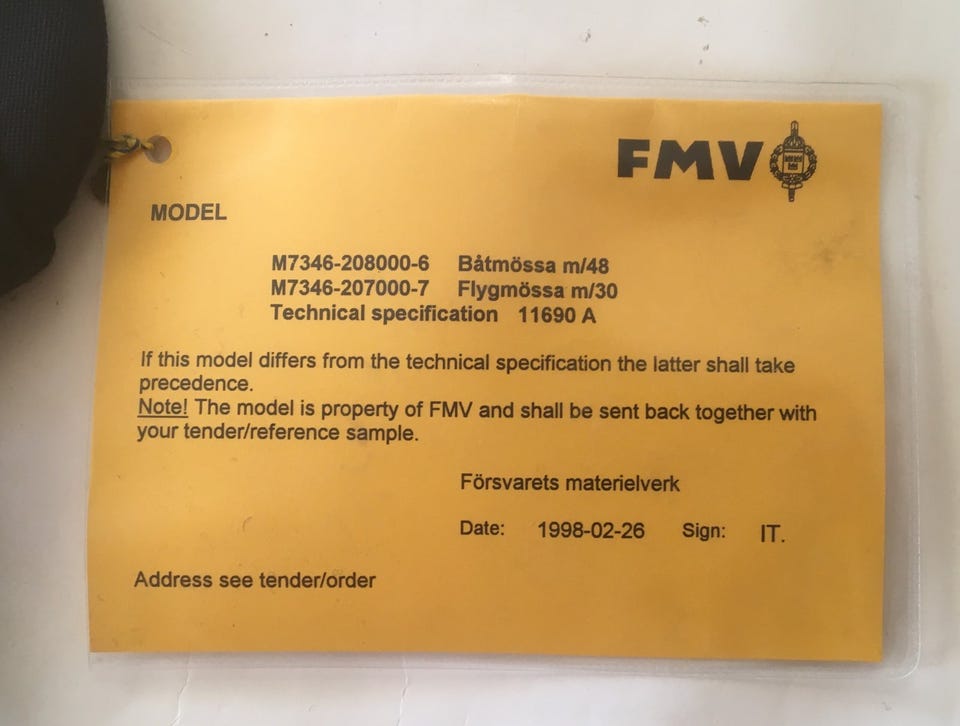 FMV
MODEL
M7346-208000-6 Båtmössa m/48
M7346-207000-7 Flygmössa m/30
Technical specification 11690 A
If this model differs from the technical specification the latter shall take
precedence.
Note! The model is property of FMV and shall be sent back together with
your tender/reference sample.
Försvarets materielverk
Date: 1998-02-26 Sign: IT.
Address see tender/order